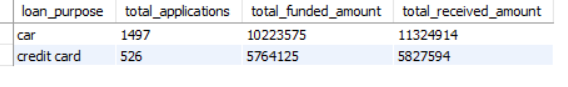 loan_purpose total_applications total_funded_amount total_received_amount
car 1497 10223575 11324914
credit card 526 5764125 5827594